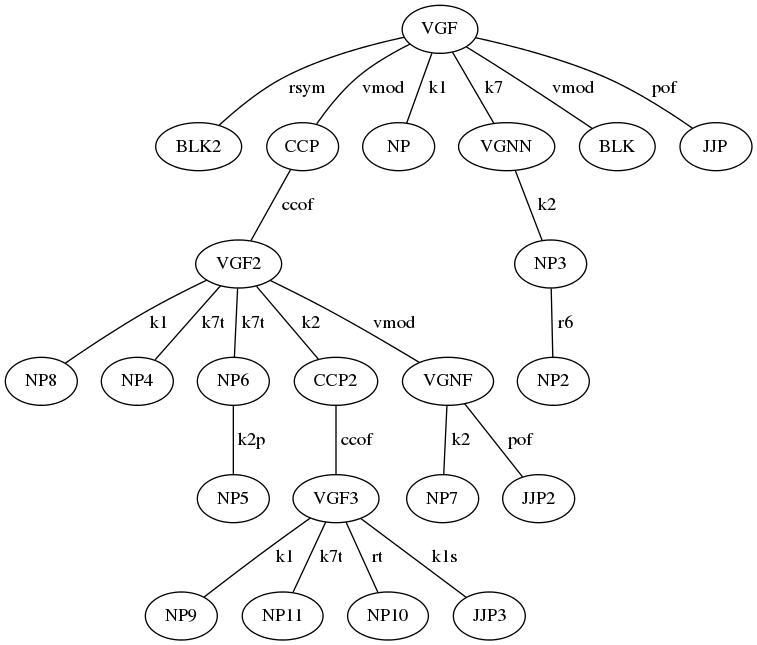 VGF
rsym vmod k1 k7 vmod pof
BLK2 CCP NP VGNN BLK JJP
ccof k2
VGF2 NP3
k1 k7t k7t k2 vmod r6
NP8 NP4 NP6 CCP2 VGNF NP2
k2p ccof k2 pof
NP5 VGF3 NP7 JJP2
k1 k7t rt k1s
NP9 NP11 NP10 JJP3